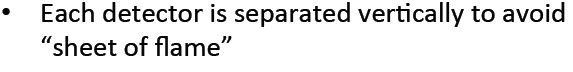 • Each detector is separated vertically to avoid
“sheet of flame”